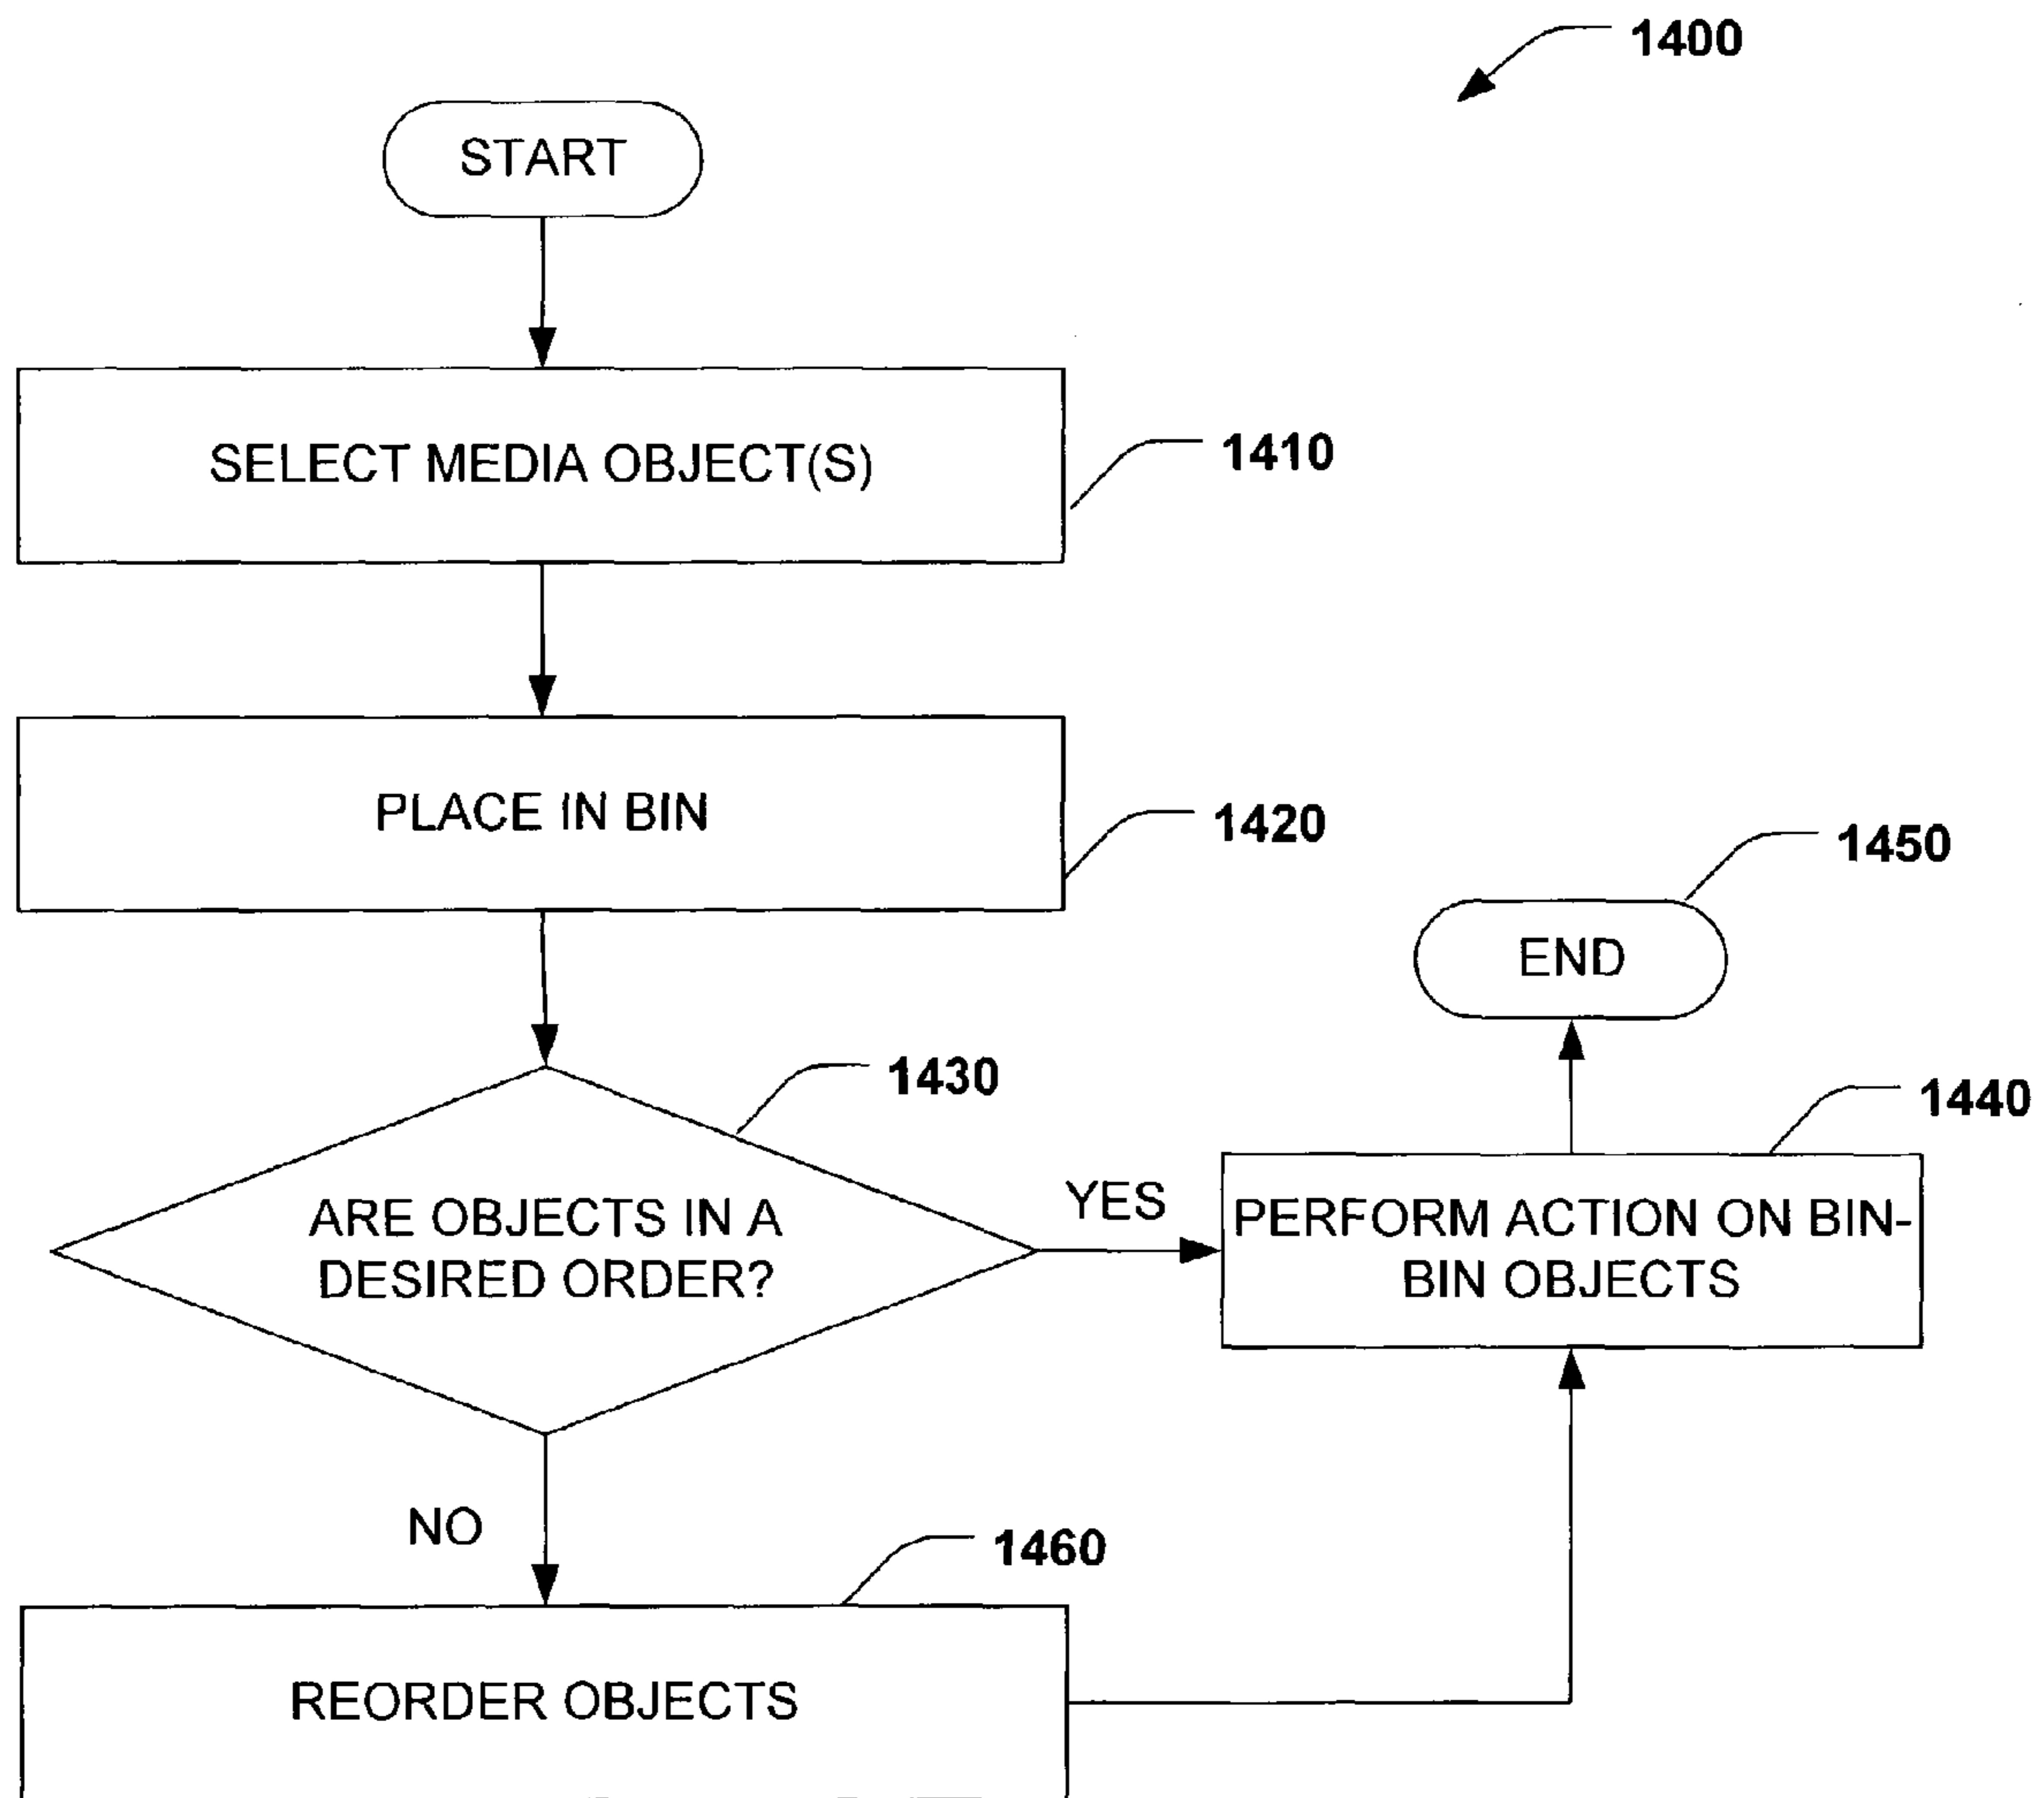 1400
START
SELECT MEDIA OBJECT(S)
1410
PLACE IN BIN
1420
1450
END
1430
ARE OBJECTS IN A
DESIRED ORDER?
YES
1440
PERFORM ACTION ON BIN-
BIN OBJECTS
NO
1460
REORDER OBJECTS